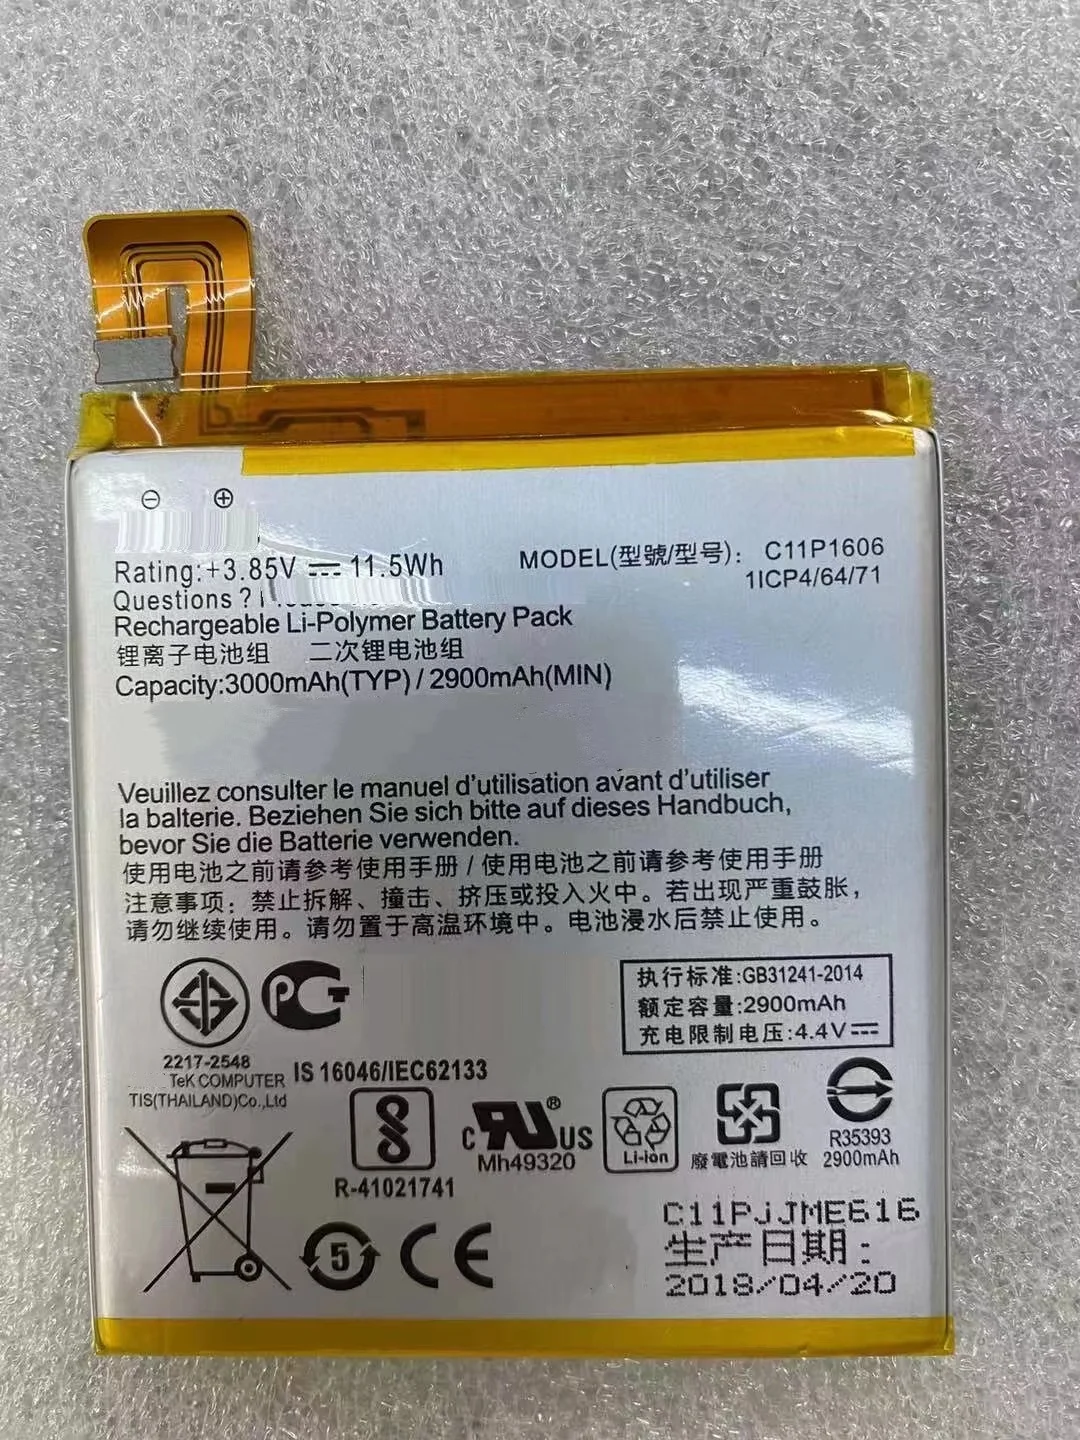 ⊖ ⊕
Rating:+3.85V ⎓ 11.5Wh
MODEL(型號/型号)： C11P1606
1ICP4/64/71
Questions ?
Rechargeable Li-Polymer Battery Pack
锂离子电池组 二次锂电池组
Capacity:3000mAh(TYP) / 2900mAh(MIN)
Veuillez consulter le manuel d'utilisation avant d'utiliser
la balterie. Beziehen Sie sich bitte auf dieses Handbuch,
bevor Sie die Batterie verwenden.
使用电池之前请参考使用手册 / 使用电池之前请参考使用手册
注意事项: 禁止拆解、撞击、挤压或投入火中。若出现严重鼓胀，
请勿继续使用。请勿置于高温环境中。电池浸水后禁止使用。
执行标准:GB31241-2014
额定容量:2900mAh
充电限制电压:4.4V⎓
PCT
2217-2548
TeK COMPUTER
TIS(THAILAND)Co.,Ltd
IS 16046/IEC62133
R-41021741
c RU US ®
Mh49320
Li-ion
廢電池請回收
R35393
2900mAh
5 CE
C11PJJME616
生产日期:
2018/04/20